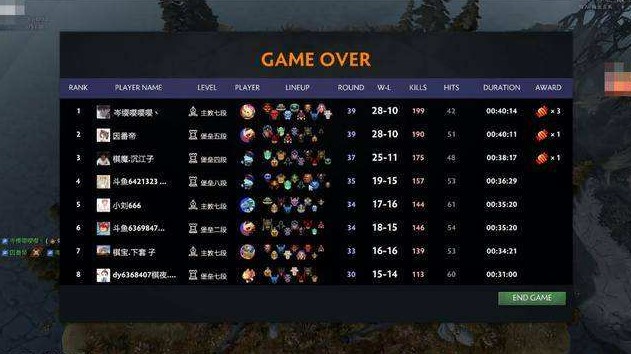 GAME OVER
RANK PLAYER NAME LEVEL PLAYER LINEUP ROUND W-L KILLS HITS DURATION AWARD
1 岑缨嘤嘤丶 主教七段 39 28-10 199 42 00:40:14 × 3
2 因番帝 堡垒五段 39 28-10 190 51 00:40:11 × 1
3 棋魔.沉江子 堡垒四段 37 25-11 175 48 00:38:17 × 1
4 斗鱼6421323 ... 堡垒八段 35 19-15 157 53 00:36:29
5 小刘666 主教七段 34 17-16 144 61 00:35:20
6 斗鱼6369847... 堡垒二段 34 18-15 146 54 00:35:20
7 棋宝.下套 子 主教七段 33 16-16 139 53 00:34:21
8 dy6368407棋夜.... 堡垒七段 30 15-14 113 60 00:31:00
END GAME